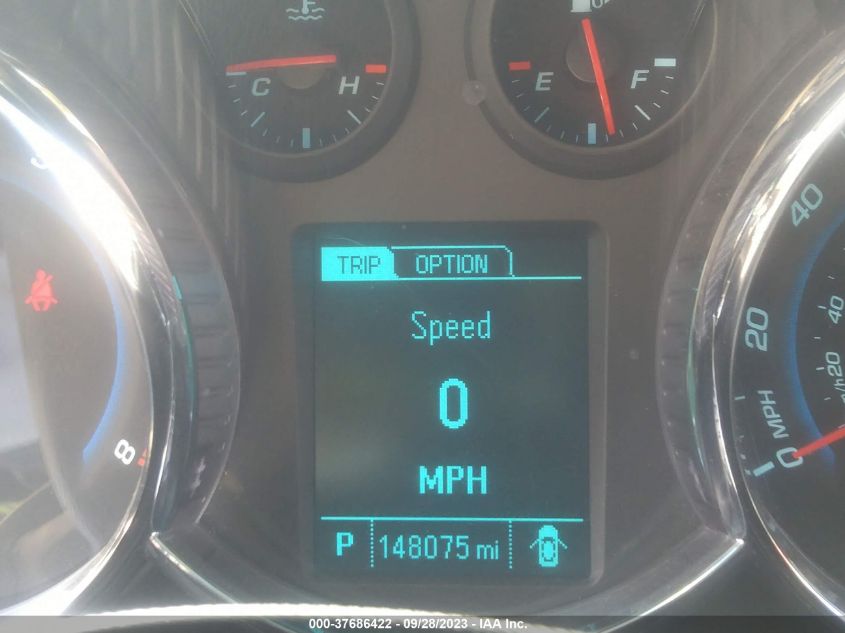 C H
E F
TRIP OPTION
Speed
0
MPH
P 148075 mi
8
40
20
0
MPH
40
20
000-37686422 - 09/28/2023 - IAA Inc.